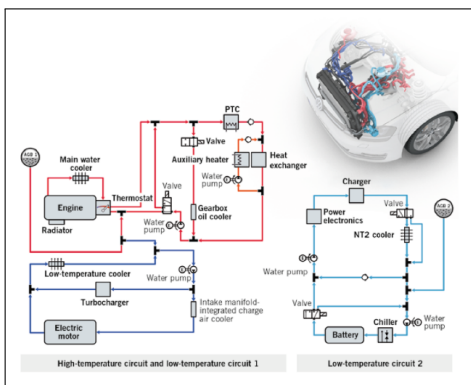 PTC
Valve
Auxiliary heater
Heat
exchanger
Water
pump
AGB 1
Main water
cooler
Thermostat
Valve
Engine
Radiator
Water
pump
Gearbox
oil cooler
Low-temperature cooler
Water pump
Turbocharger
Intake manifold-
integrated charge
air cooler
Electric
motor
High-temperature circuit and low-temperature circuit 1
Charger
Valve
Power
electronics
NT2 cooler
Water pump
Valve
Battery
Chiller
Water
pump
Low-temperature circuit 2